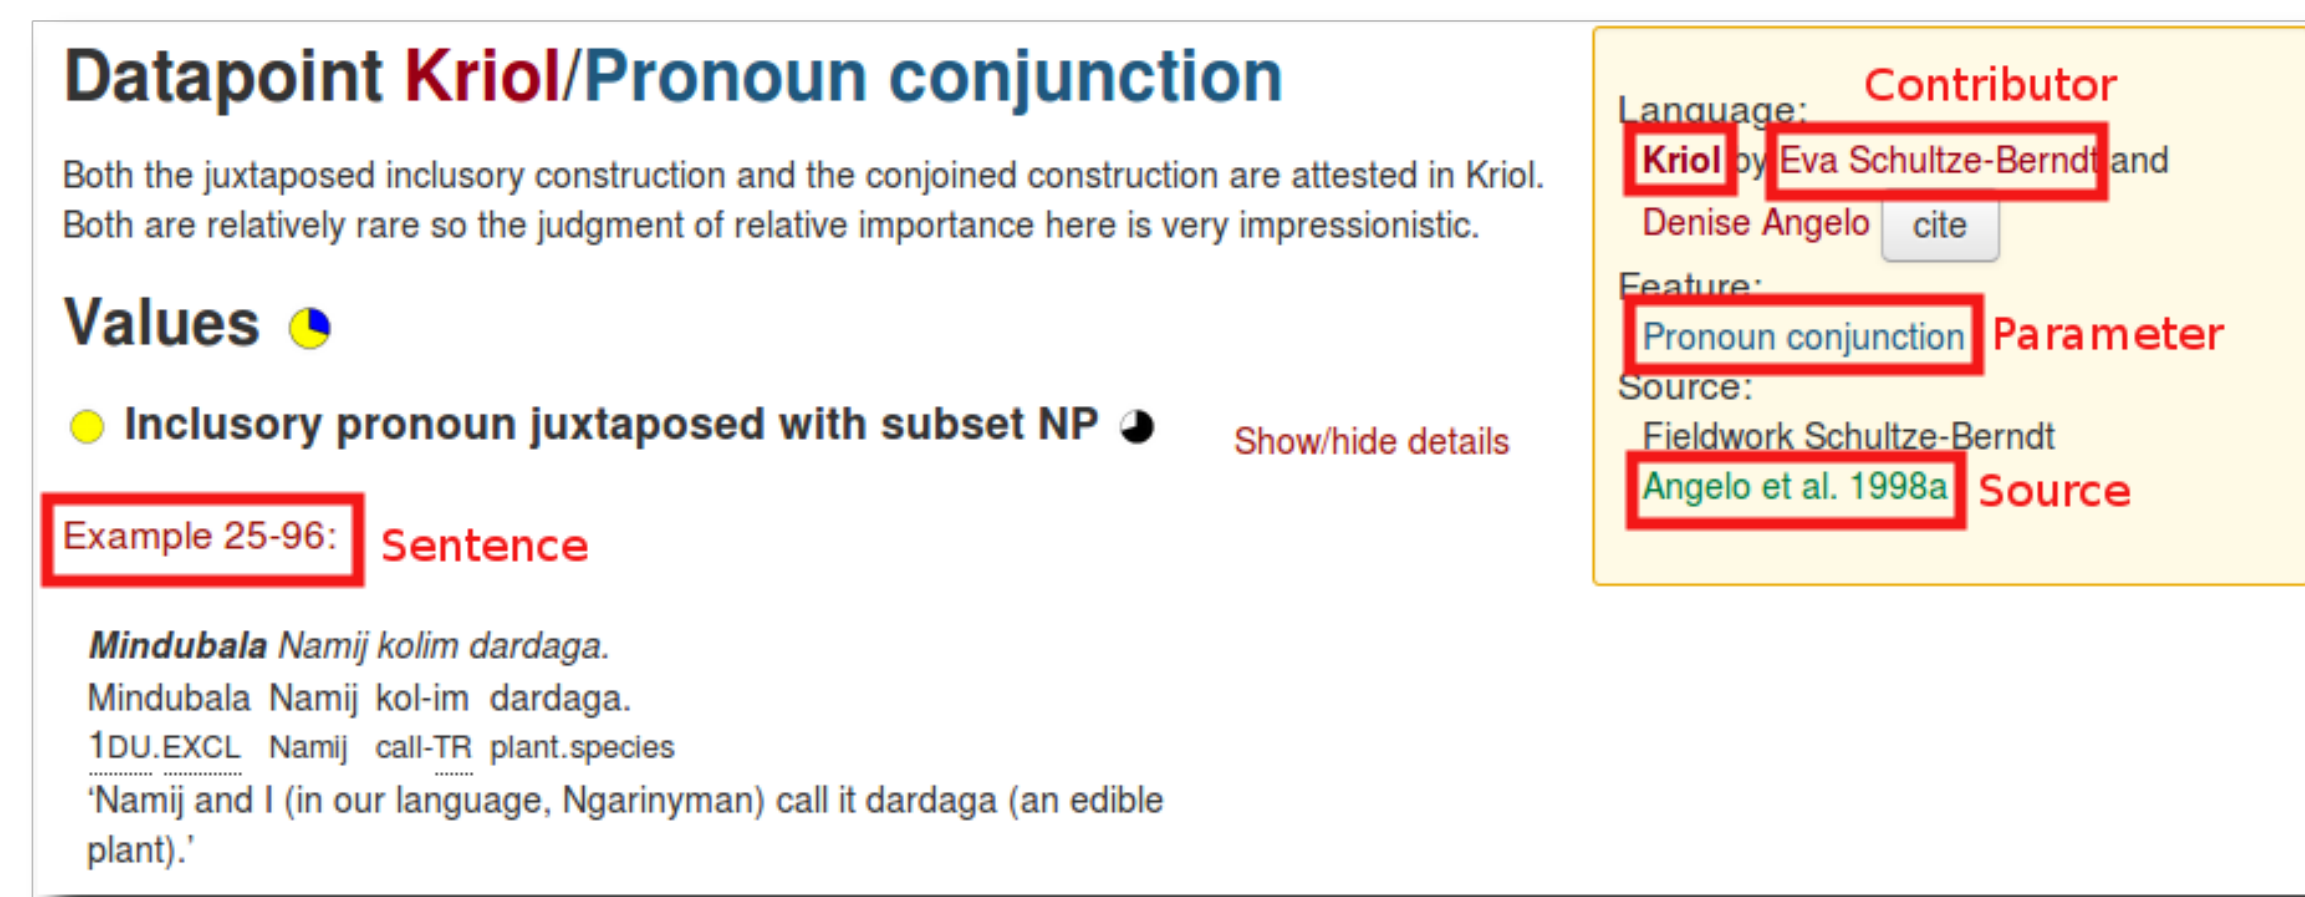 Datapoint Kriol/Pronoun conjunction
Both the juxtaposed inclusory construction and the conjoined construction are attested in Kriol.
Both are relatively rare so the judgment of relative importance here is very impressionistic.
Values
Inclusory pronoun juxtaposed with subset NP
Show/hide details
Example 25-96:
Sentence
Mindubala Namij kolim dardaga.
Mindubala Namij kol-im dardaga.
1DU.EXCL Namij call-TR plant.species
‘Namij and I (in our language, Ngarinyman) call it dardaga (an edible
plant).’
Contributor
Language:
Kriol by Eva Schultze-Berndt and
Denise Angelo cite
Feature:
Pronoun conjunction Parameter
Source:
Fieldwork Schultze-Berndt
Angelo et al. 1998a Source